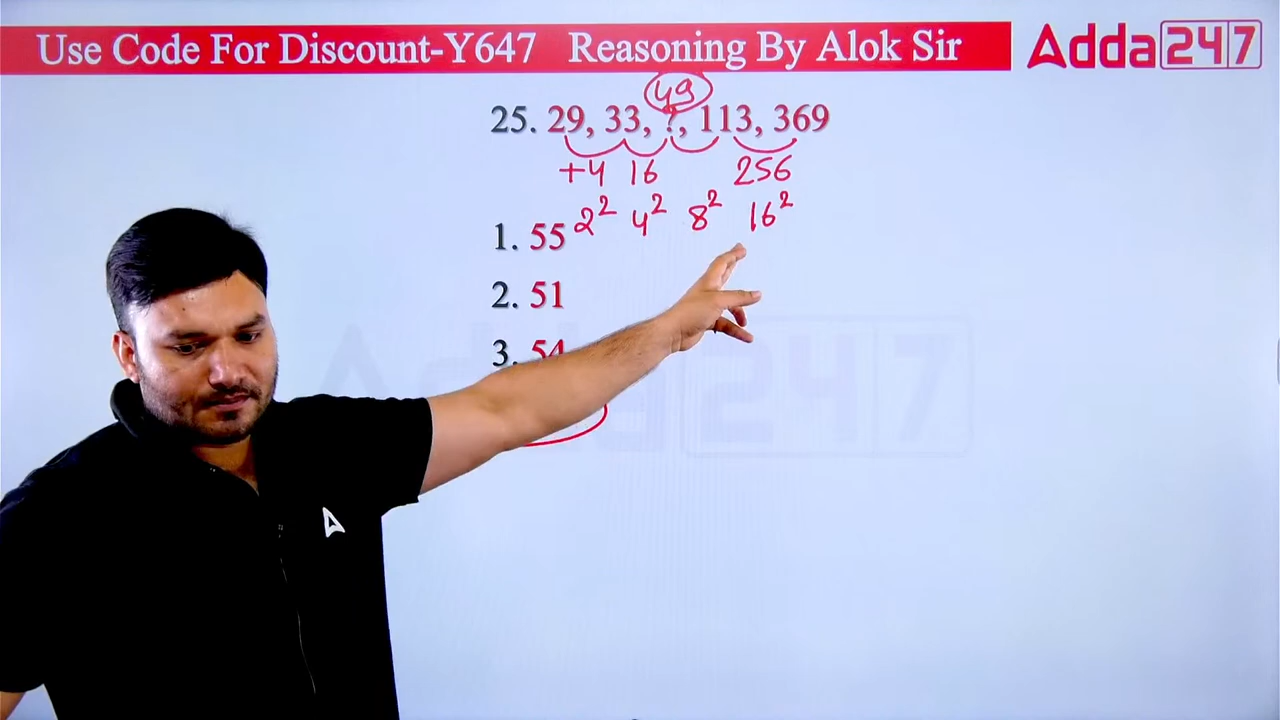 Use Code For Discount-Y647 Reasoning By Alok Sir
Adda247
49
25. 29, 33, ?, 113, 369
+4 16 256
2² 4² 8² 16²
1. 55
2. 51
3. 54
Adda247